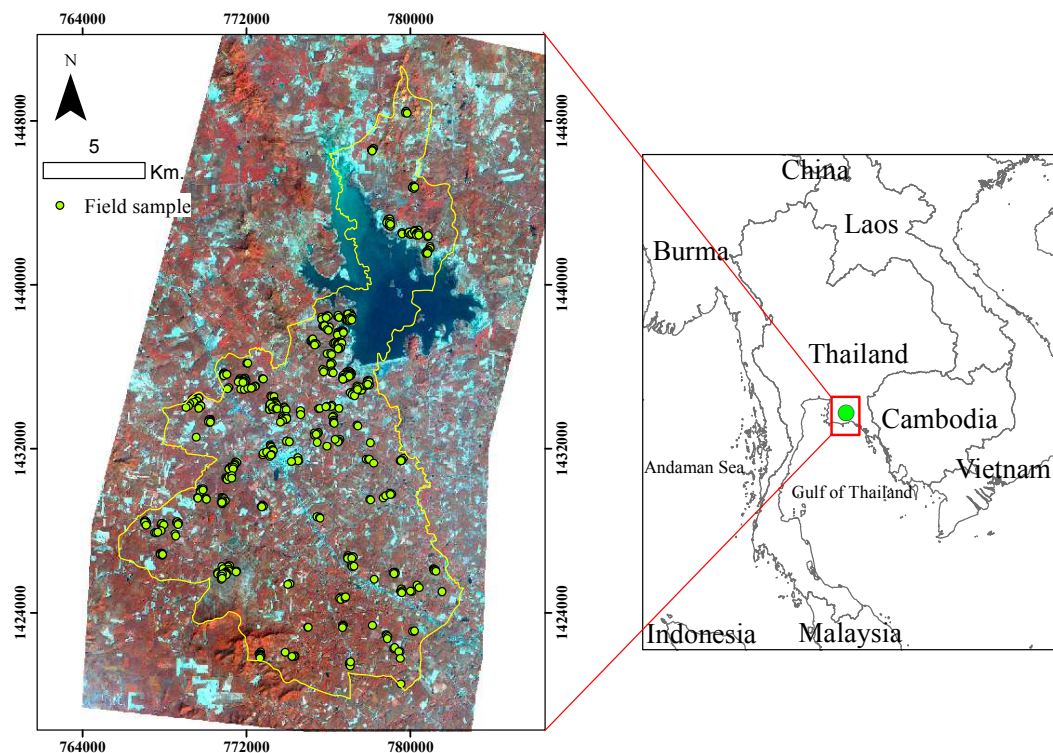 764000 772000 780000
N
5
Km.
Field sample
1448000
1440000
1432000
1424000
1448000
1440000
1432000
1424000
764000 772000 780000
China
Laos
Burma
Thailand
Cambodia
Vietnam
Andaman Sea
Gulf of Thailand
Indonesia
Malaysia